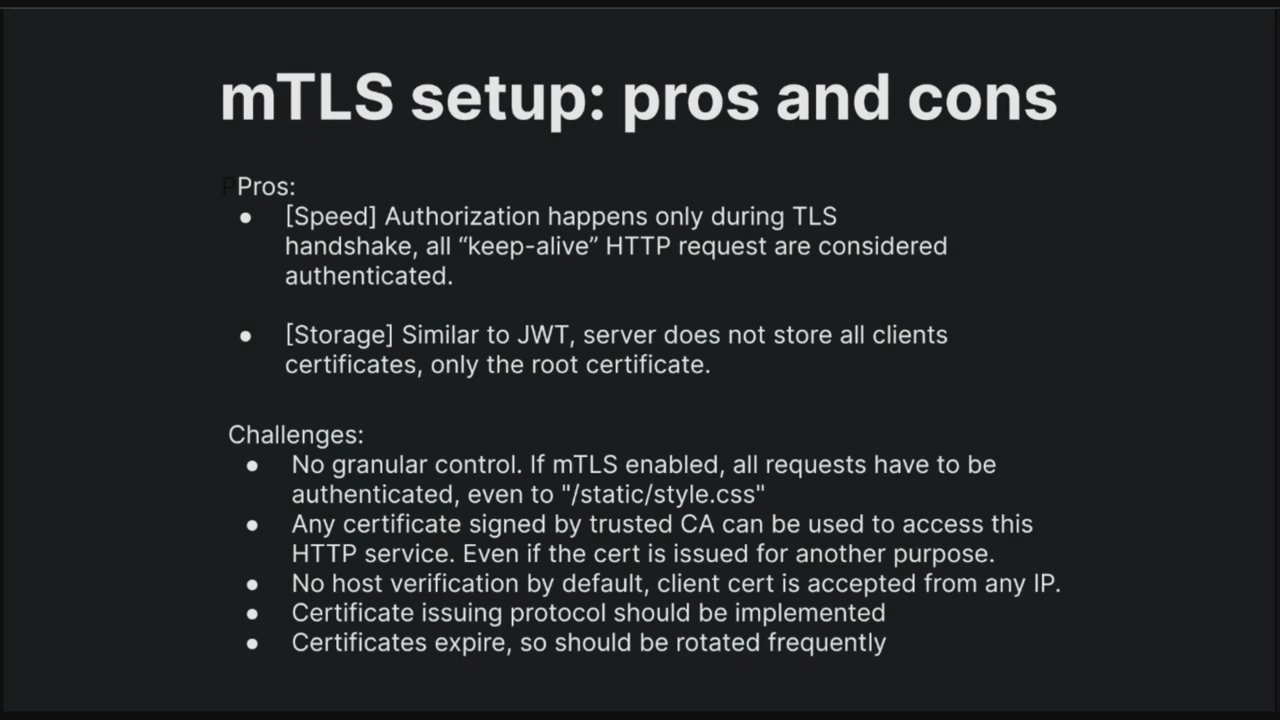 mTLS setup: pros and cons
PPros:
● [Speed] Authorization happens only during TLS
handshake, all “keep-alive” HTTP request are considered
authenticated.
● [Storage] Similar to JWT, server does not store all clients
certificates, only the root certificate.
Challenges:
● No granular control. If mTLS enabled, all requests have to be
authenticated, even to "/static/style.css"
● Any certificate signed by trusted CA can be used to access this
HTTP service. Even if the cert is issued for another purpose.
● No host verification by default, client cert is accepted from any IP.
● Certificate issuing protocol should be implemented
● Certificates expire, so should be rotated frequently